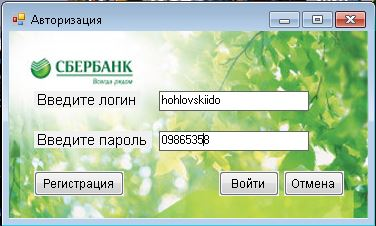 Авторизация
СБЕРБАНК
Всегда рядом
Введите логин
hohlovskiido
Введите пароль
09865358
Регистрация
Войти
Отмена